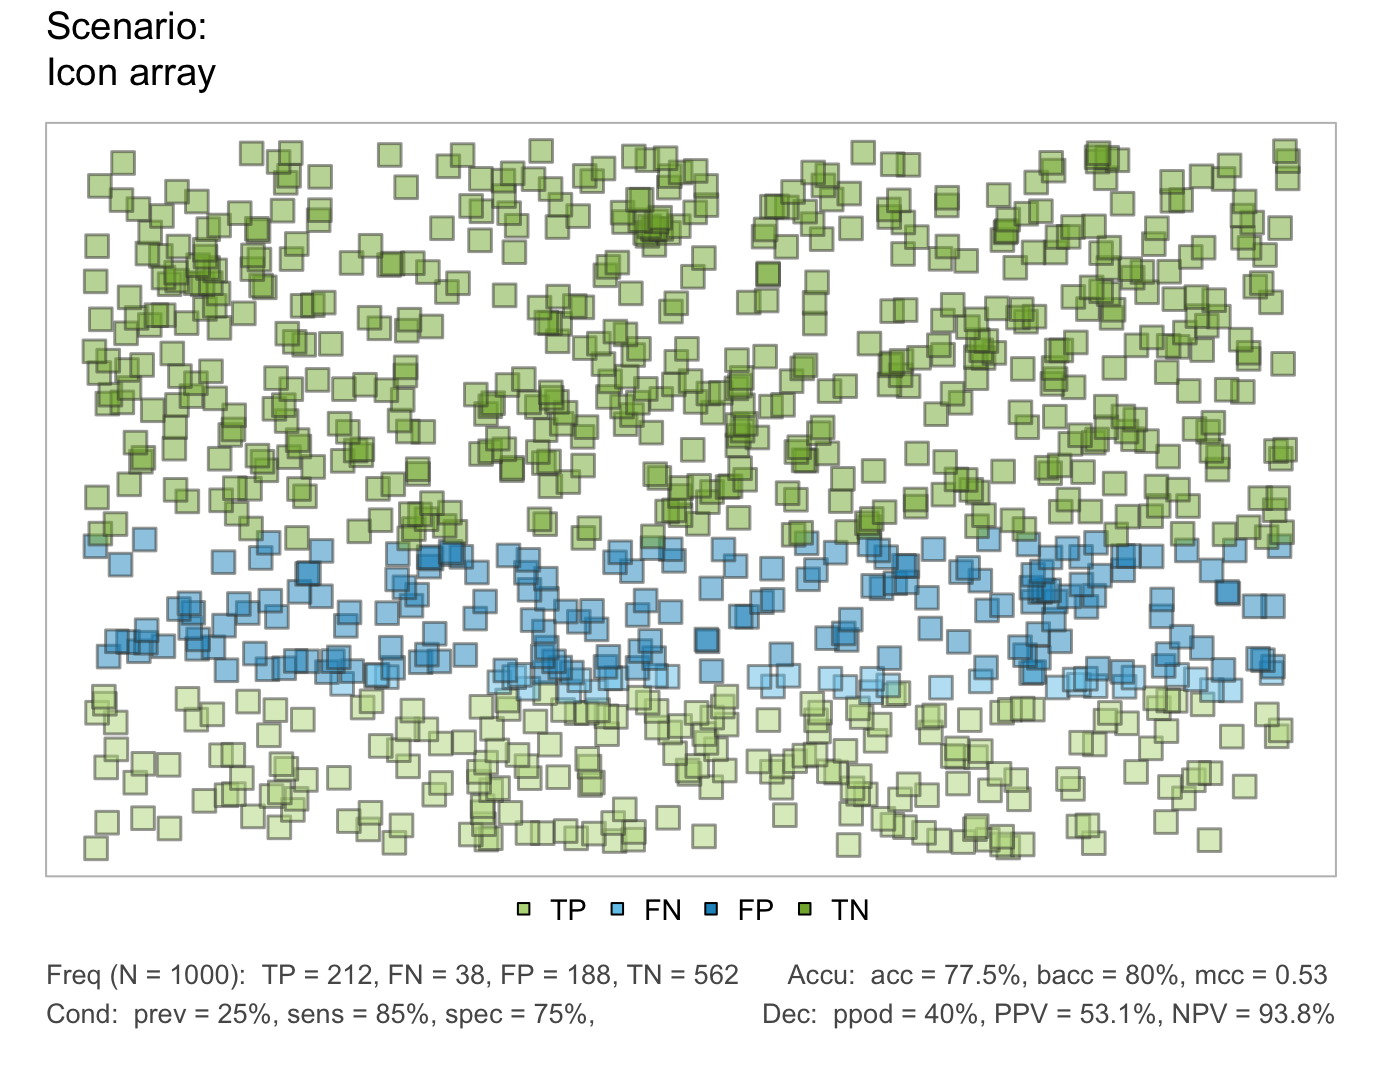 Scenario:
Icon array
TP FN FP TN
Freq (N = 1000):  TP = 212, FN = 38, FP = 188, TN = 562 Accu:  acc = 77.5%, bacc = 80%, mcc = 0.53
Cond:  prev = 25%, sens = 85%, spec = 75%, Dec:  ppod = 40%, PPV = 53.1%, NPV = 93.8%